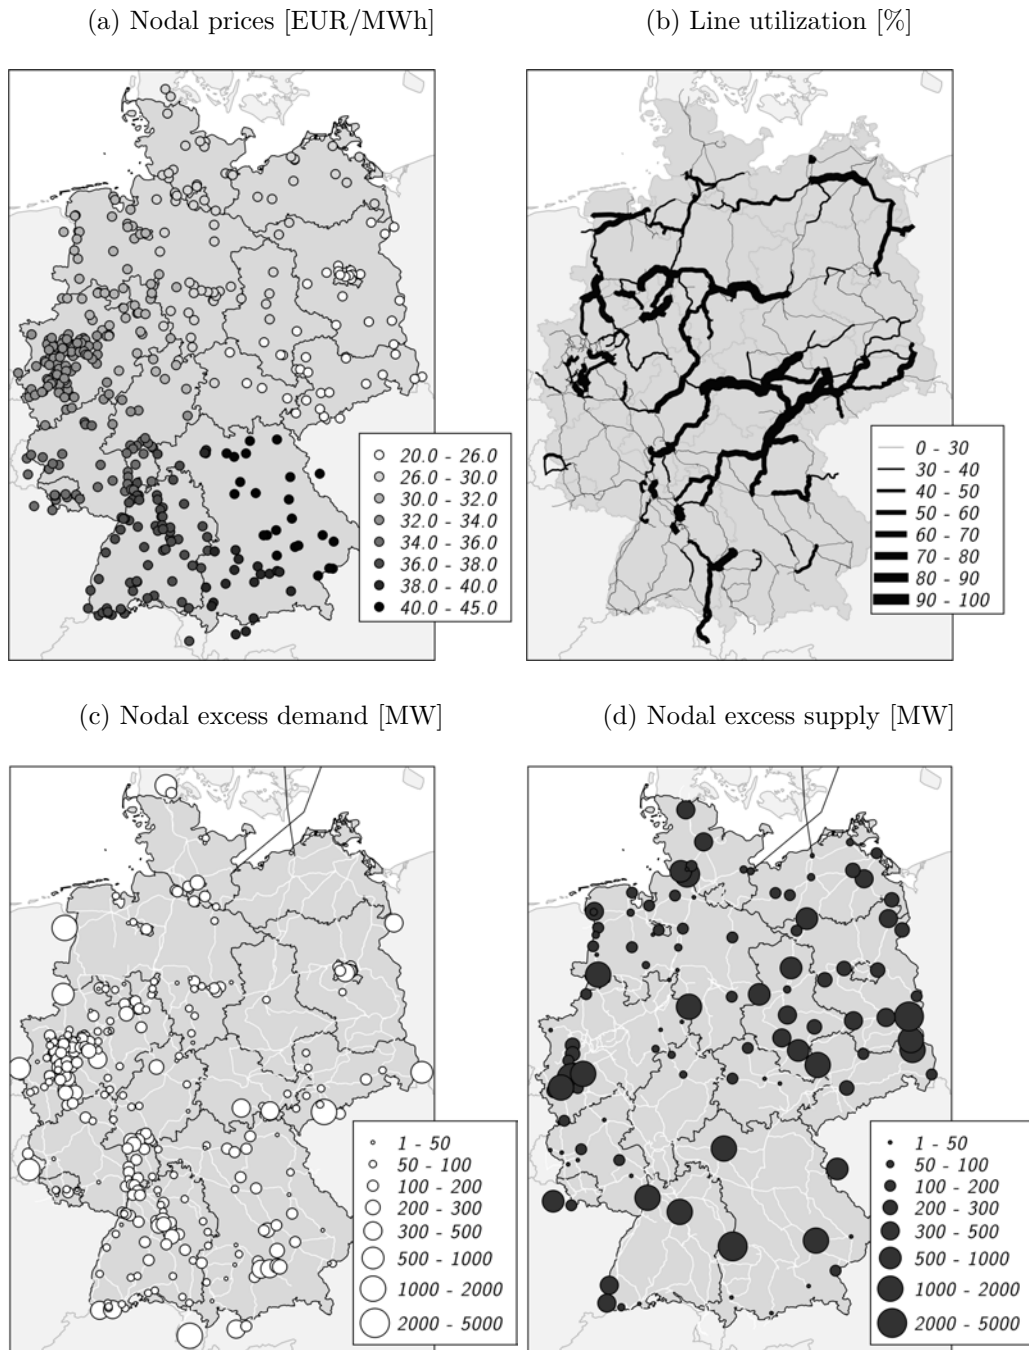 (a) Nodal prices [EUR/MWh]
(b) Line utilization [%]
20.0 - 26.0
26.0 - 30.0
30.0 - 32.0
32.0 - 34.0
34.0 - 36.0
36.0 - 38.0
38.0 - 40.0
40.0 - 45.0
0 - 30
30 - 40
40 - 50
50 - 60
60 - 70
70 - 80
80 - 90
90 - 100
(c) Nodal excess demand [MW]
(d) Nodal excess supply [MW]
1 - 50
50 - 100
100 - 200
200 - 300
300 - 500
500 - 1000
1000 - 2000
2000 - 5000
1 - 50
50 - 100
100 - 200
200 - 300
300 - 500
500 - 1000
1000 - 2000
2000 - 5000